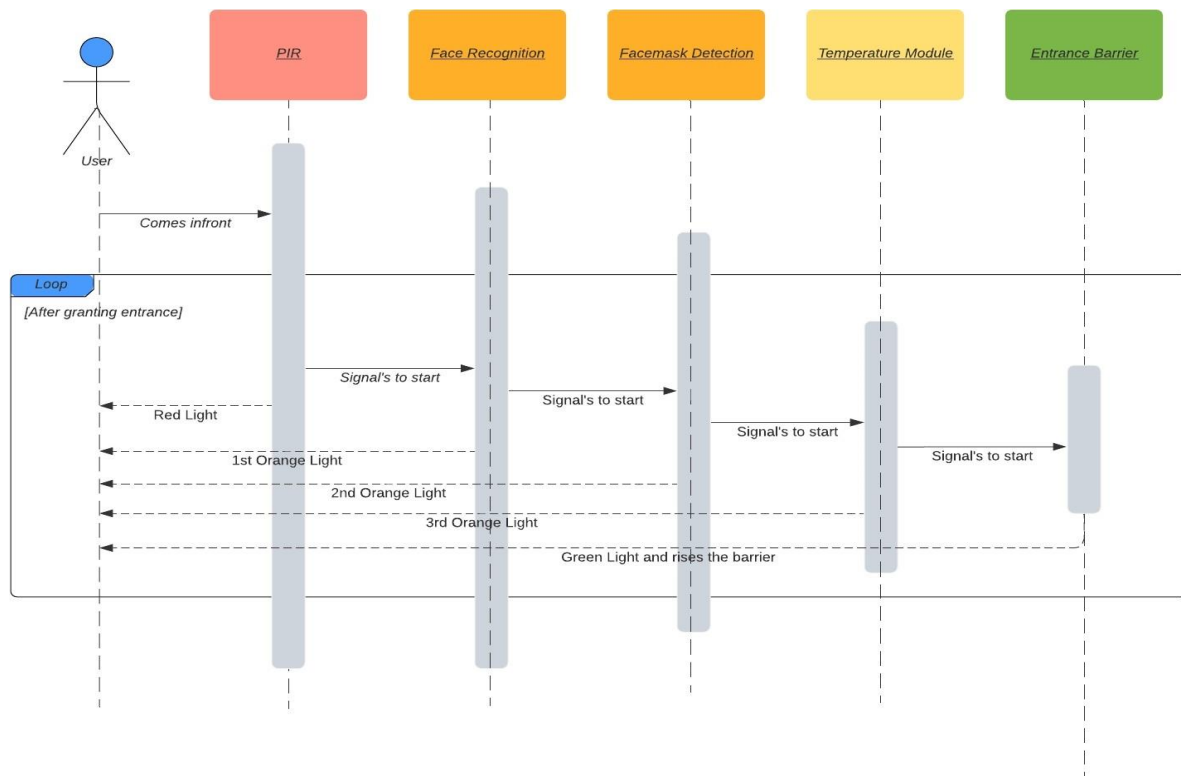 PIR
Face Recognition
Facemask Detection
Temperature Module
Entrance Barrier
User
Comes infront
Loop
[After granting entrance]
Signal's to start
Signal's to start
Red Light
Signal's to start
Signal's to start
1st Orange Light
2nd Orange Light
3rd Orange Light
Green Light and rises the barrier